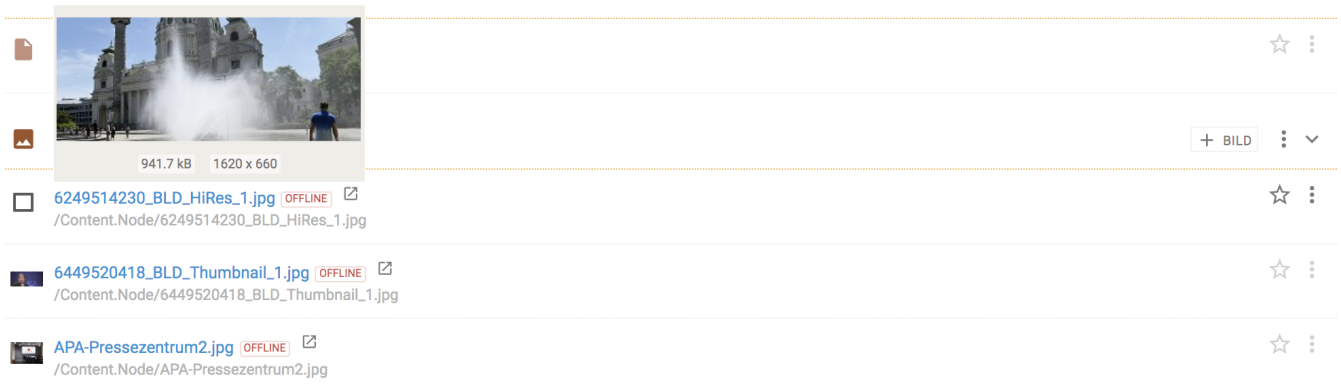 941.7 kB 1620 x 660
+ BILD
6249514230_BLD_HiRes_1.jpg OFFLINE
/Content.Node/6249514230_BLD_HiRes_1.jpg
6449520418_BLD_Thumbnail_1.jpg OFFLINE
/Content.Node/6449520418_BLD_Thumbnail_1.jpg
APA-Pressezentrum2.jpg OFFLINE
/Content.Node/APA-Pressezentrum2.jpg